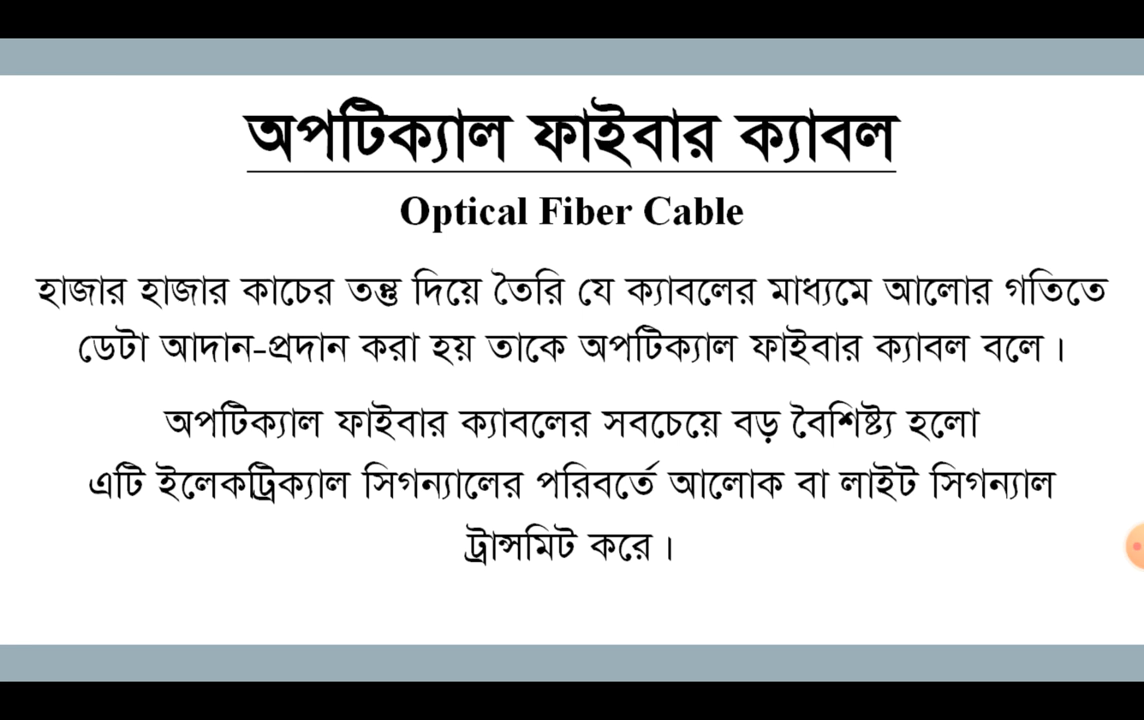 অপটিক্যাল ফাইবার ক্যাবল
Optical Fiber Cable
হাজার হাজার কাচের তন্তু দিয়ে তৈরি যে ক্যাবলের মাধ্যমে আলোর গতিতে
ডেটা আদান-প্রদান করা হয় তাকে অপটিক্যাল ফাইবার ক্যাবল বলে।
অপটিক্যাল ফাইবার ক্যাবলের সবচেয়ে বড় বৈশিষ্ট্য হলো
এটি ইলেকট্রিক্যাল সিগন্যালের পরিবর্তে আলোক বা লাইট সিগন্যাল
ট্রান্সমিট করে।